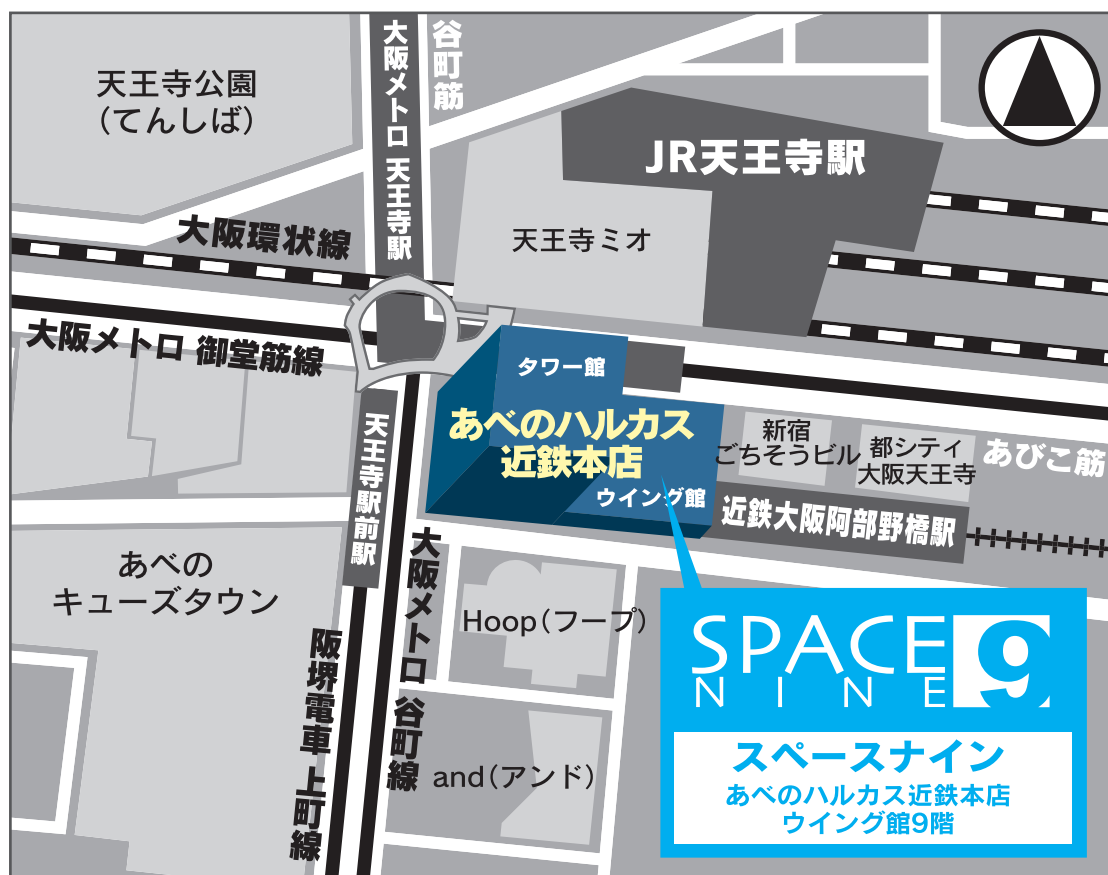 天王寺公園
（てんしば）
大阪メトロ 天王寺駅
谷町筋
JR天王寺駅
大阪環状線
天王寺ミオ
大阪メトロ 御堂筋線
タワー館
あべのハルカス
近鉄本店
ウイング館
新宿
ごちそうビル
都シティ
大阪天王寺
あびこ筋
近鉄大阪阿部野橋駅
天王寺駅前駅
あべの
キューズタウン
大阪メトロ 谷町線
阪堺電車 上町線
Hoop（フープ）
and（アンド）
SPACE
NINE
9
スペースナイン
あべのハルカス近鉄本店
ウイング館9階